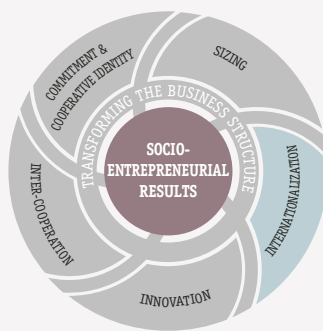 COMMITMENT &
COOPERATIVE IDENTITY
SIZING
TRANSFORMING THE BUSINESS STRUCTURE
SOCIO-
ENTREPRENEURIAL
RESULTS
INTERNATIONALIZATION
INTER-COOPERATION
INNOVATION